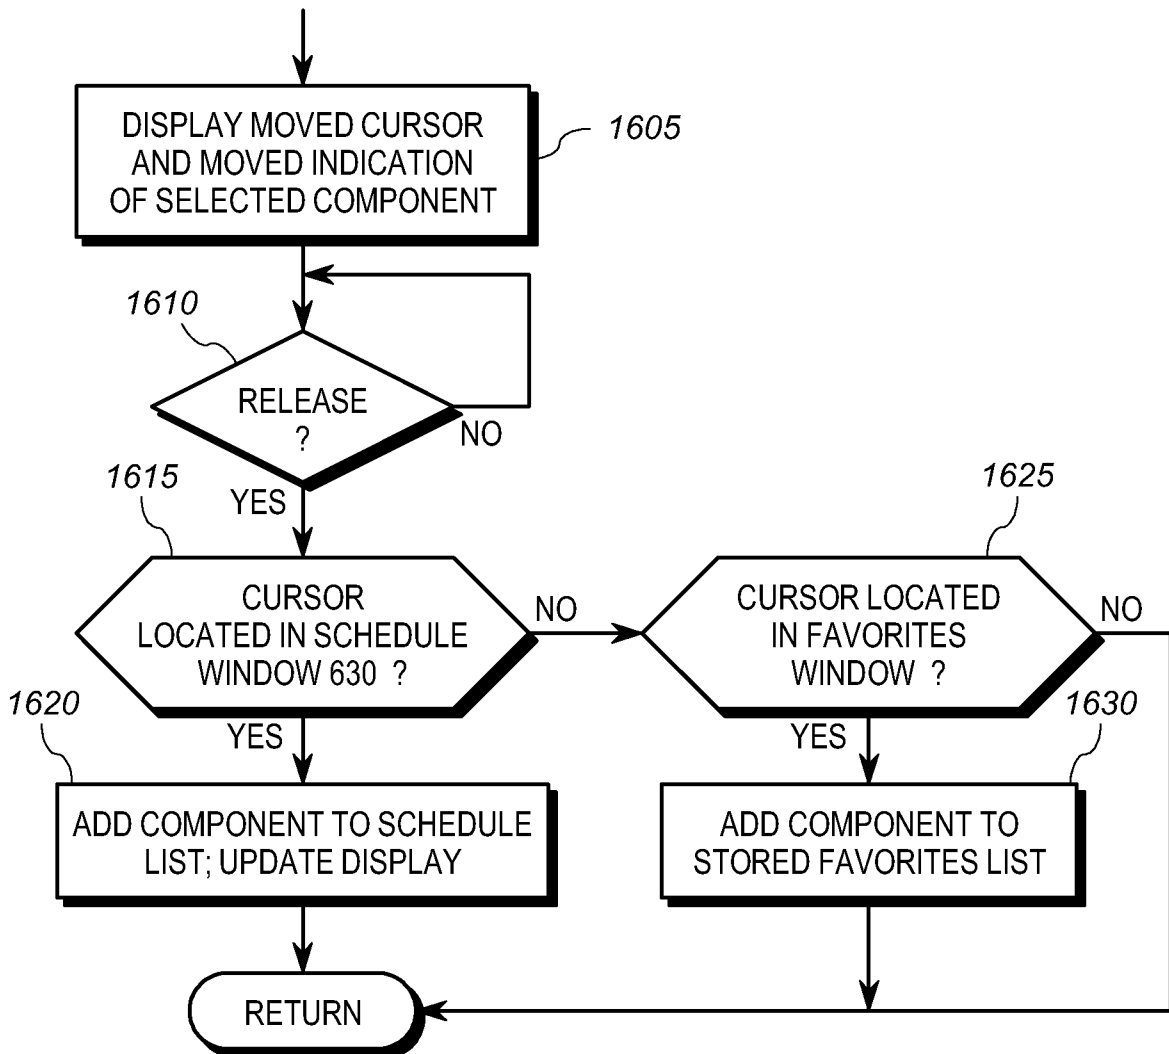 DISPLAY MOVED CURSOR
AND MOVED INDICATION
OF SELECTED COMPONENT
1605
1610
RELEASE
?
NO
YES
1615
CURSOR
LOCATED IN SCHEDULE
WINDOW 630 ?
NO
1625
CURSOR LOCATED
IN FAVORITES
WINDOW ?
NO
1620
YES
ADD COMPONENT TO SCHEDULE
LIST; UPDATE DISPLAY
YES
1630
ADD COMPONENT TO
STORED FAVORITES LIST
RETURN